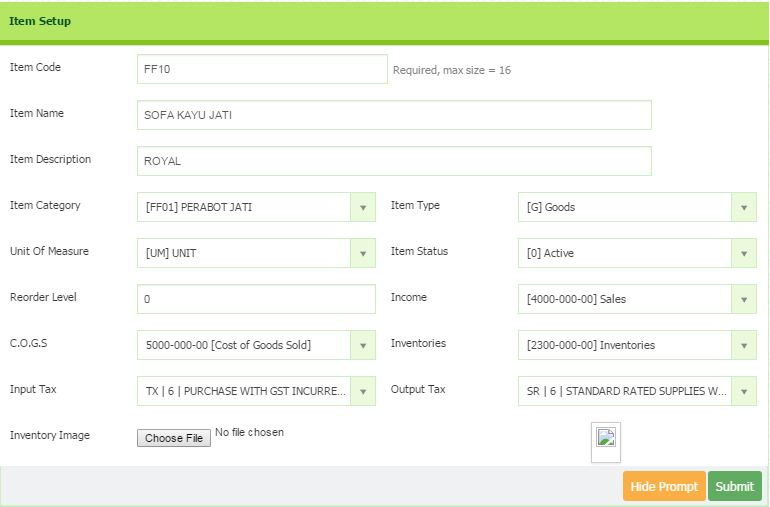 Item Setup
Item Code FF10 Required, max size = 16
Item Name SOFA KAYU JATI
Item Description ROYAL
Item Category [FF01] PERABOT JATI Item Type [G] Goods
Unit Of Measure [UM] UNIT Item Status [0] Active
Reorder Level 0 Income [4000-000-00] Sales
C.O.G.S 5000-000-00 [Cost of Goods Sold] Inventories [2300-000-00] Inventories
Input Tax TX | 6 | PURCHASE WITH GST INCURRE... Output Tax SR | 6 | STANDARD RATED SUPPLIES W...
Inventory Image Choose File No file chosen
Hide Prompt Submit